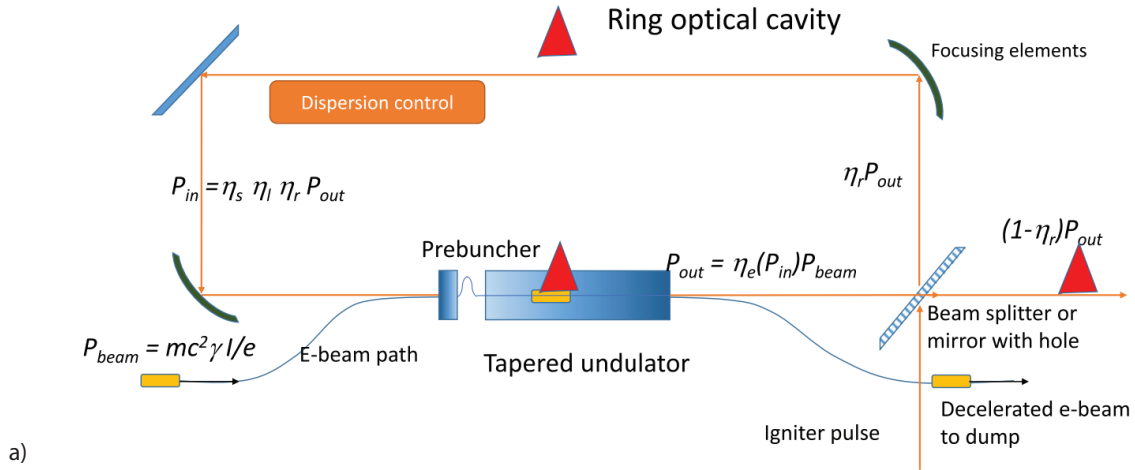 Ring optical cavity
Focusing elements
Dispersion control
P_in = η_s η_l η_r P_out
η_r P_out
(1-η_r)P_out
Prebuncher
P_out = η_e(P_in)P_beam
Beam splitter or
mirror with hole
P_beam = mc² γ I/e
E-beam path
Tapered undulator
Decelerated e-beam
to dump
Igniter pulse
a)